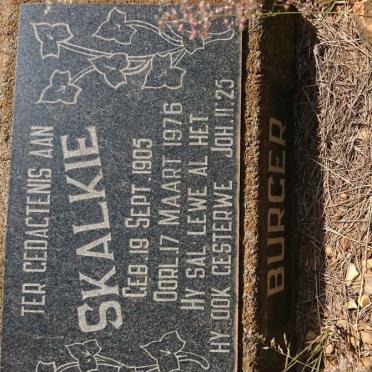 TER GEDAGTENIS AAN
SKALKIE
GEB. 19 SEPT. 1905
OORL. 17 MAART 1976
HY SAL LEWE AL HET
HY OOK GESTERWE JOH 11:25
BURGER